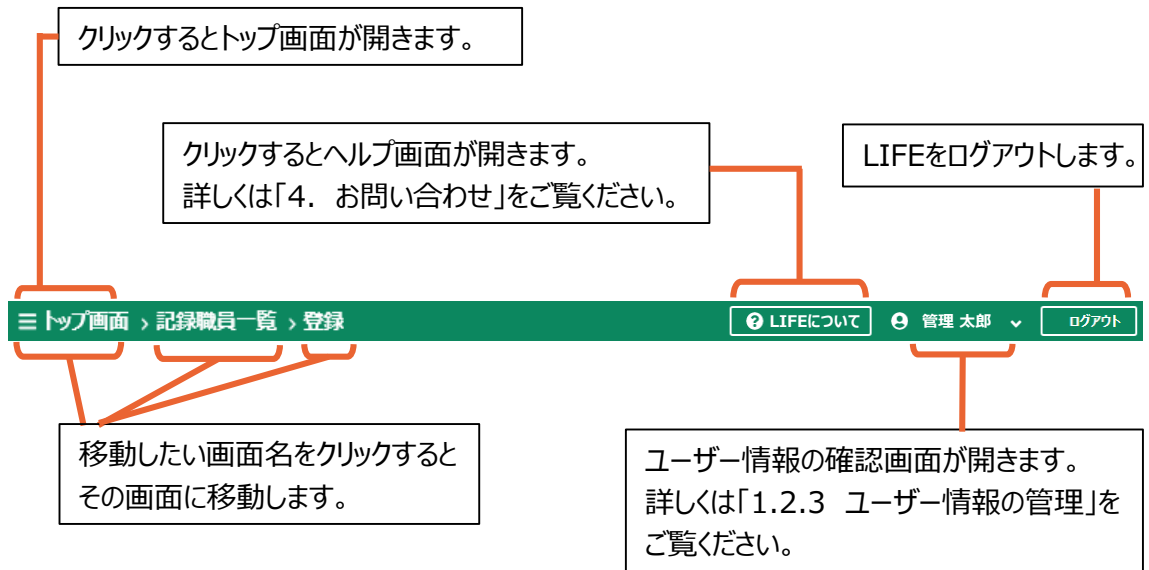 クリックするとトップ画面が開きます。
クリックするとヘルプ画面が開きます。
詳しくは「4. お問い合わせ」をご覧ください。
LIFEをログアウトします。
☰ トップ画面 › 記録職員一覧 › 登録 ? LIFEについて 管理 太郎 ログアウト
移動したい画面名をクリックすると
その画面に移動します。
ユーザー情報の確認画面が開きます。
詳しくは「1.2.3 ユーザー情報の管理」を
ご覧ください。